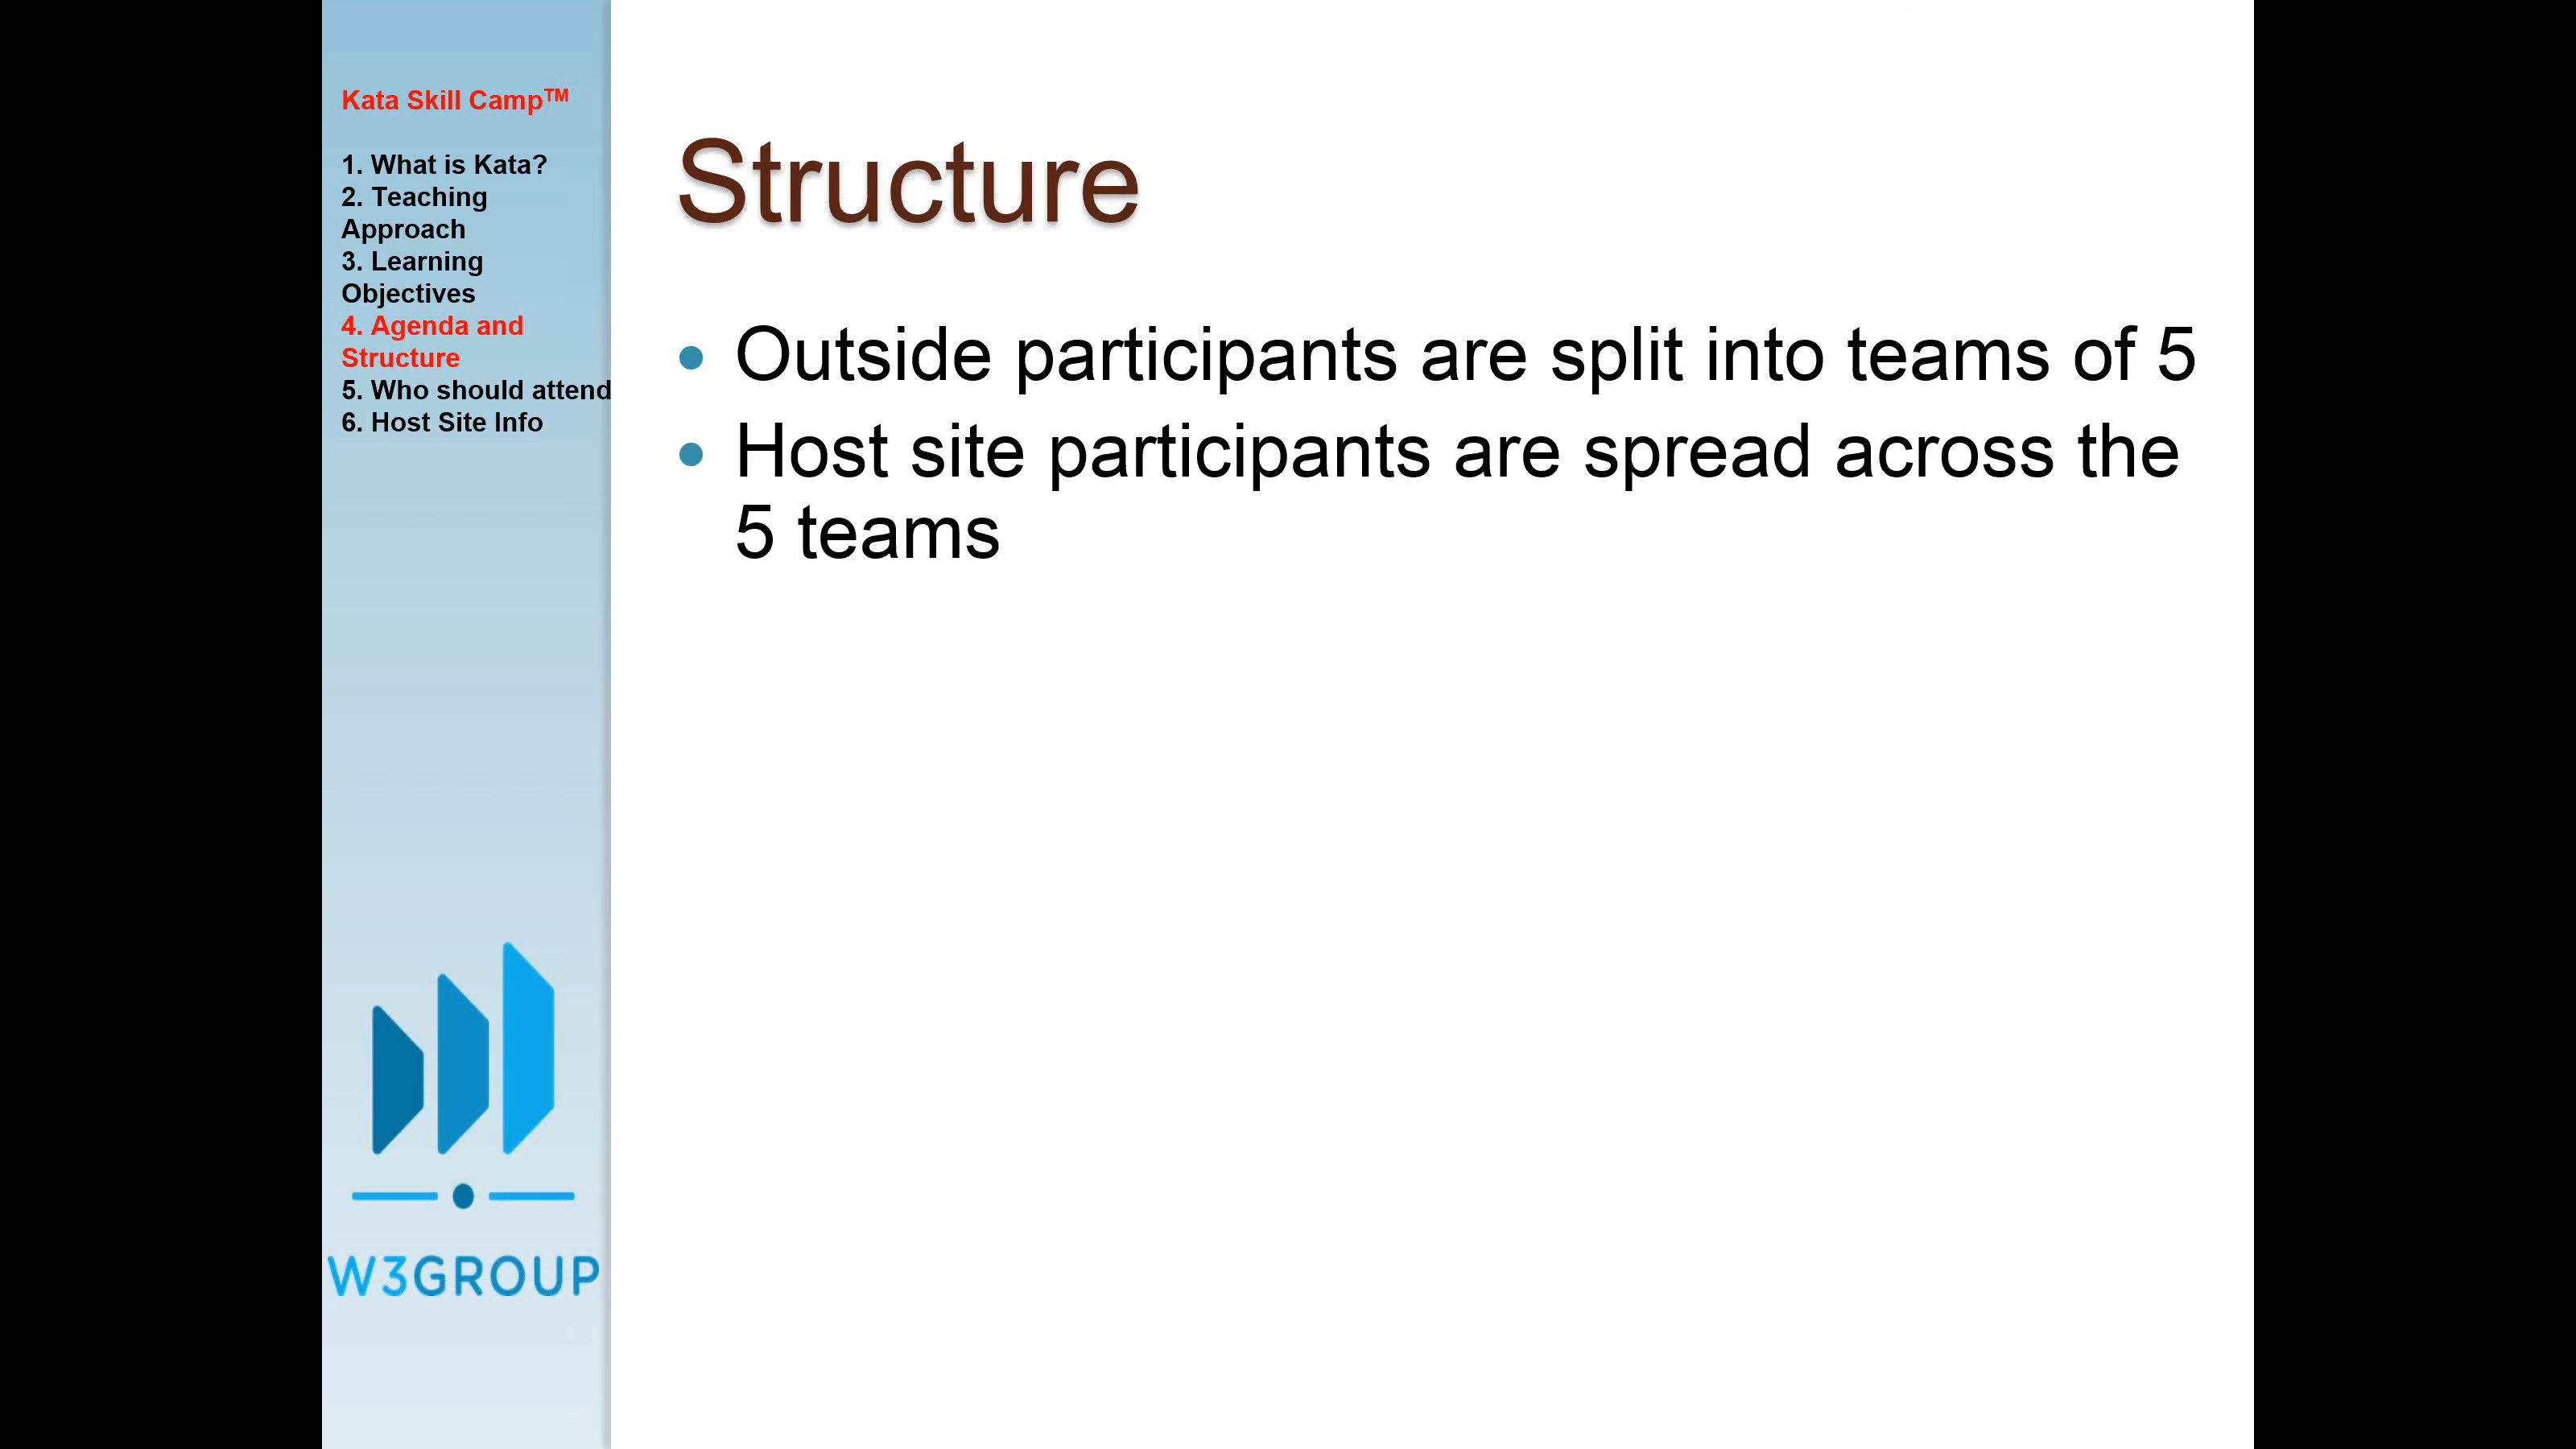 Kata Skill Camp™
1. What is Kata?
2. Teaching
Approach
3. Learning
Objectives
4. Agenda and
Structure
5. Who should attend
6. Host Site Info
W3GROUP
Structure
• Outside participants are split into teams of 5
• Host site participants are spread across the
5 teams